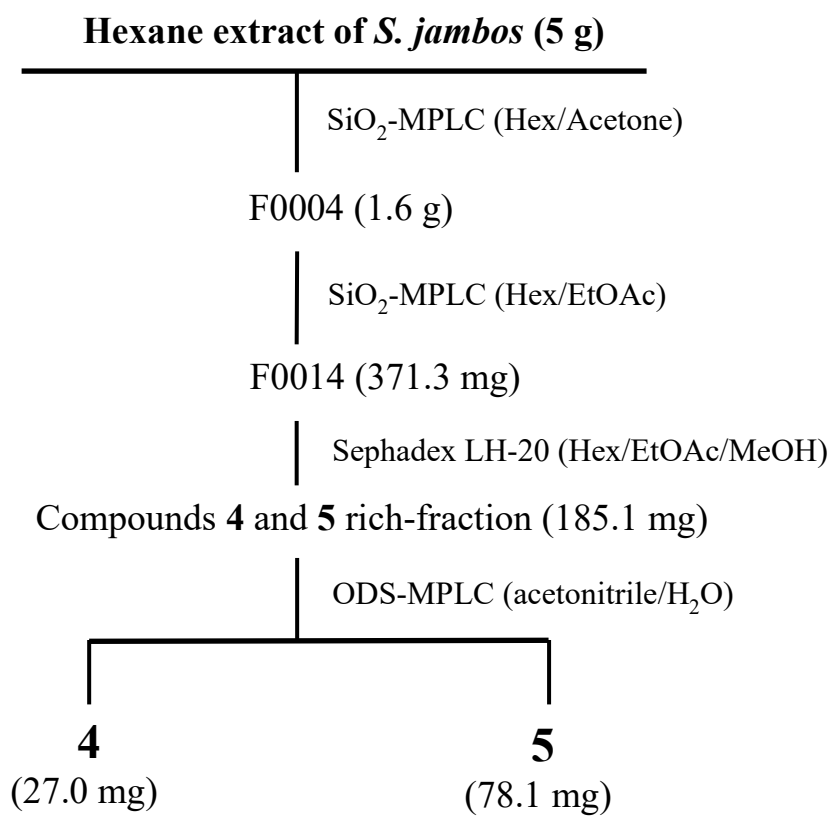 Hexane extract of S. jambos (5 g)
SiO₂-MPLC (Hex/Acetone)
F0004 (1.6 g)
SiO₂-MPLC (Hex/EtOAc)
F0014 (371.3 mg)
Sephadex LH-20 (Hex/EtOAc/MeOH)
Compounds 4 and 5 rich-fraction (185.1 mg)
ODS-MPLC (acetonitrile/H₂O)
4 5
(27.0 mg) (78.1 mg)